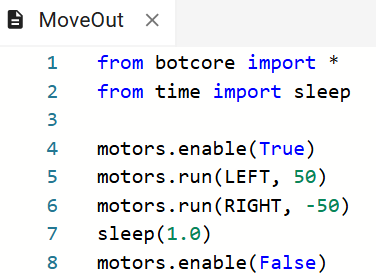 MoveOut ×
1 from botcore import *
2 from time import sleep
3
4 motors.enable(True)
5 motors.run(LEFT, 50)
6 motors.run(RIGHT, -50)
7 sleep(1.0)
8 motors.enable(False)